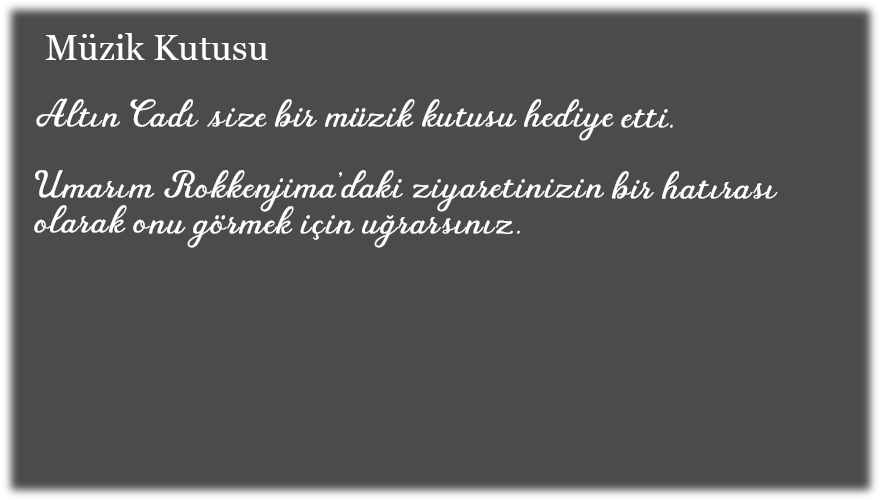 Müzik Kutusu
Altın Cadı size bir müzik kutusu hediye etti.
Umarım Rokkenjima'daki ziyaretinizin bir hatırası
olarak onu görmek için uğrarsınız.